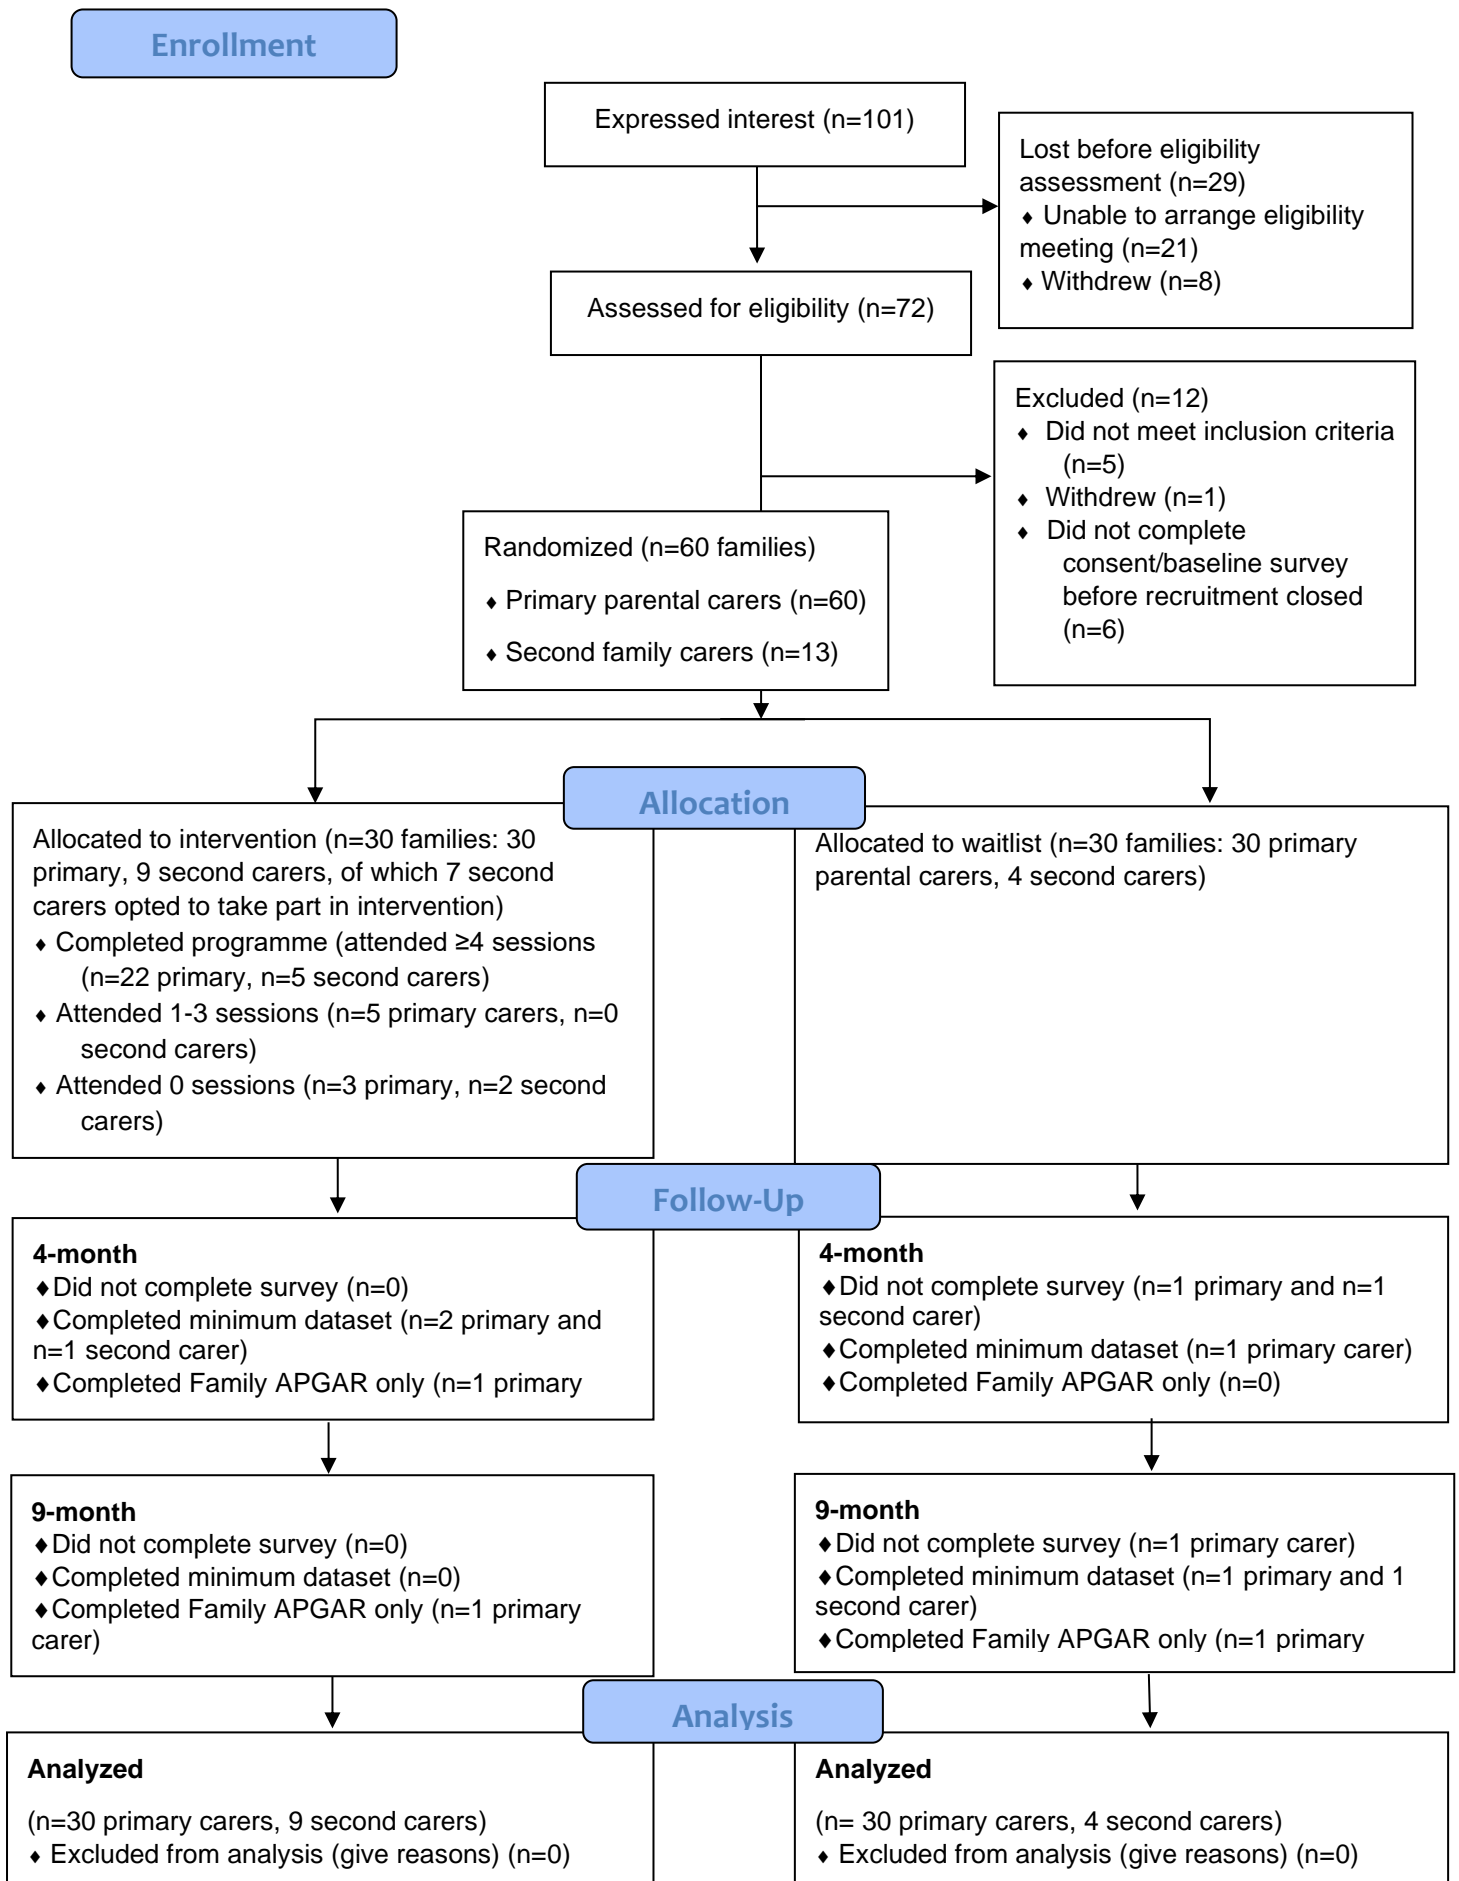 Enrollment
Expressed interest (n=101)
Lost before eligibility
assessment (n=29)
♦ Unable to arrange eligibility
meeting (n=21)
♦ Withdrew (n=8)
Assessed for eligibility (n=72)
Excluded (n=12)
♦ Did not meet inclusion criteria
(n=5)
♦ Withdrew (n=1)
♦ Did not complete
consent/baseline survey
before recruitment closed
(n=6)
Randomized (n=60 families)
♦ Primary parental carers (n=60)
♦ Second family carers (n=13)
Allocation
Allocated to intervention (n=30 families: 30
primary, 9 second carers, of which 7 second
carers opted to take part in intervention)
♦ Completed programme (attended ≥4 sessions
(n=22 primary, n=5 second carers)
♦ Attended 1-3 sessions (n=5 primary carers, n=0
second carers)
♦ Attended 0 sessions (n=3 primary, n=2 second
carers)
Allocated to waitlist (n=30 families: 30 primary
parental carers, 4 second carers)
Follow-Up
4-month
♦Did not complete survey (n=0)
♦Completed minimum dataset (n=2 primary and
n=1 second carer)
♦Completed Family APGAR only (n=1 primary
4-month
♦Did not complete survey (n=1 primary and n=1
second carer)
♦Completed minimum dataset (n=1 primary carer)
♦Completed Family APGAR only (n=0)
9-month
♦Did not complete survey (n=0)
♦Completed minimum dataset (n=0)
♦Completed Family APGAR only (n=1 primary
carer)
9-month
♦Did not complete survey (n=1 primary carer)
♦Completed minimum dataset (n=1 primary and 1
second carer)
♦Completed Family APGAR only (n=1 primary
Analysis
Analyzed
(n=30 primary carers, 9 second carers)
♦ Excluded from analysis (give reasons) (n=0)
Analyzed
(n= 30 primary carers, 4 second carers)
♦ Excluded from analysis (give reasons) (n=0)